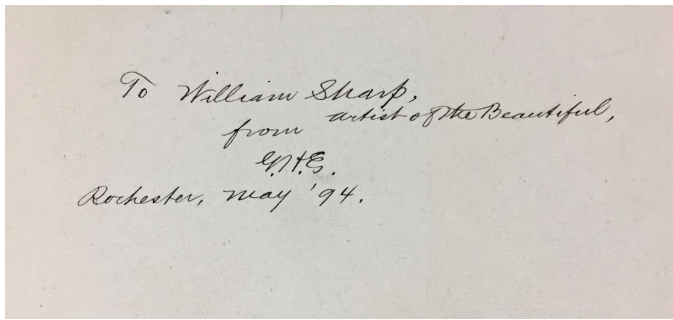 To William Sharp,
artist of the Beautiful,
from
G.H.E.
Rochester, May '94.